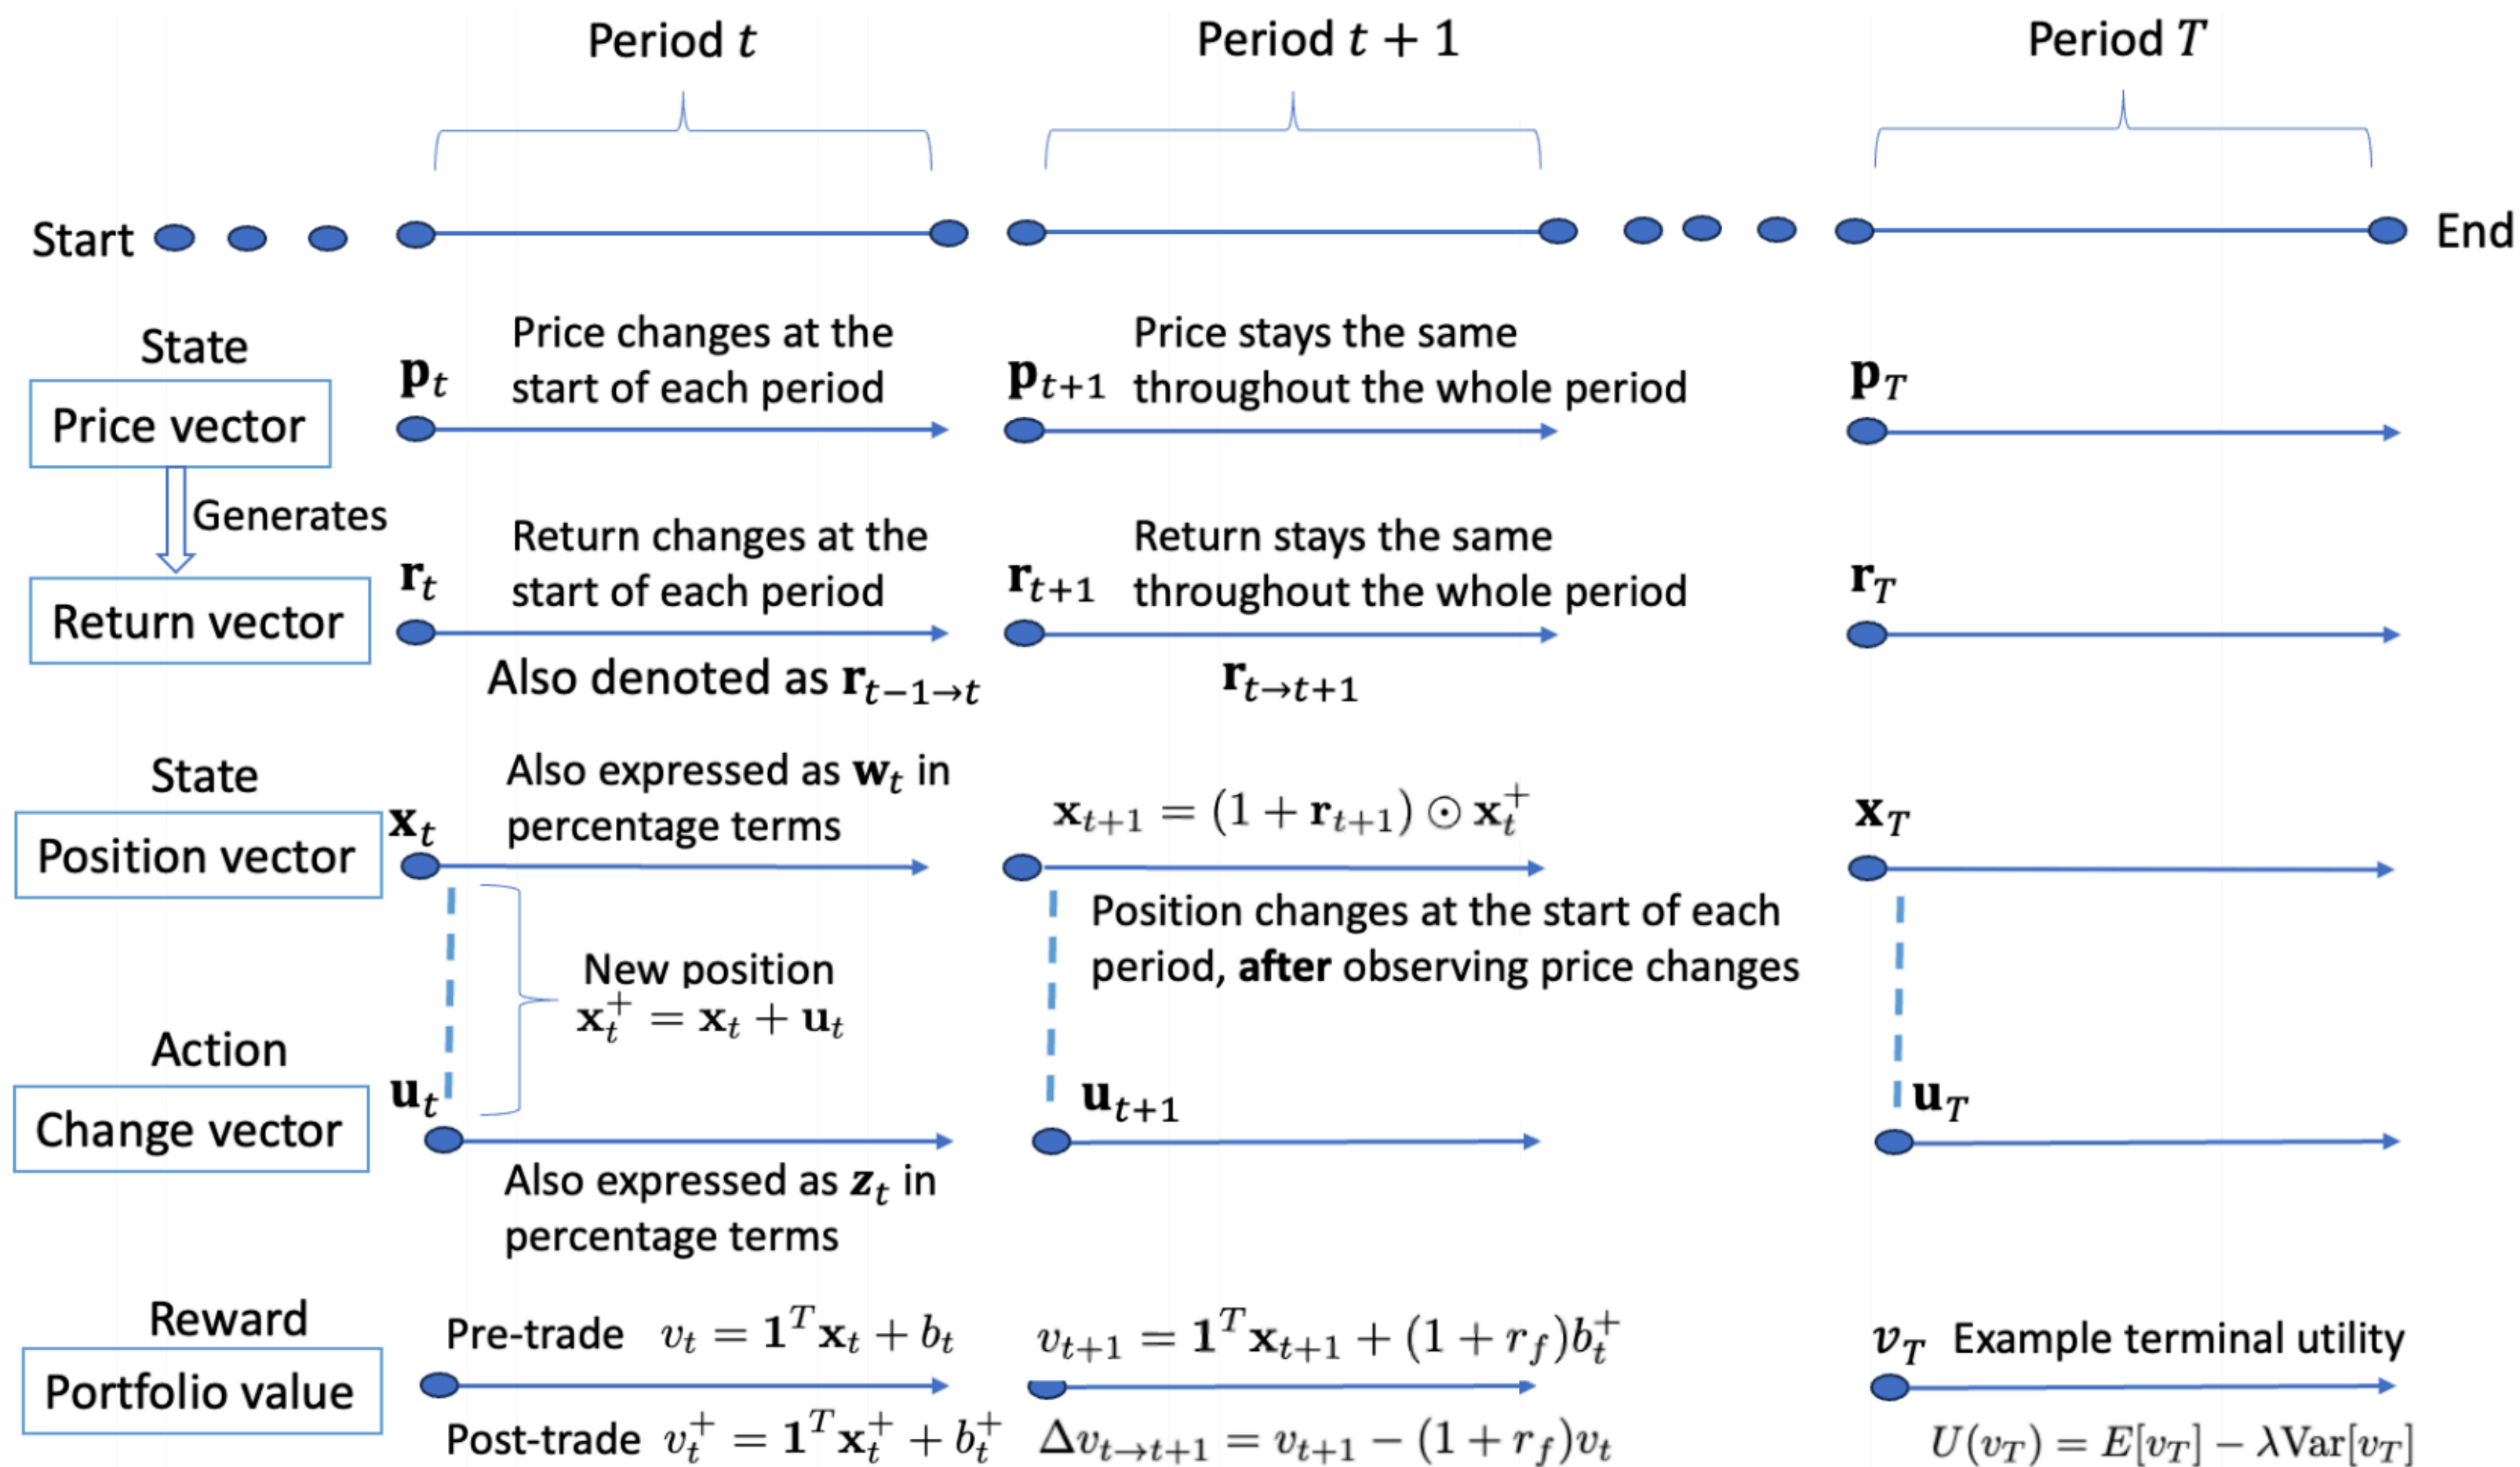 Period t
Period t + 1
Period T
Start
End
State
Price vector
p_t
Price changes at the
start of each period
p_{t+1}
Price stays the same
throughout the whole period
p_T
Generates
Return vector
r_t
Return changes at the
start of each period
r_{t+1}
Return stays the same
throughout the whole period
r_T
Also denoted as r_{t−1→t}
r_{t→t+1}
State
Position vector
x_t
Also expressed as w_t in
percentage terms
x_{t+1} = (1 + r_{t+1}) ⊙ x_t^+
x_T
Position changes at the start of each
period, after observing price changes
New position
x_t^+ = x_t + u_t
Action
Change vector
u_t
u_{t+1}
u_T
Also expressed as z_t in
percentage terms
Reward
Portfolio value
Pre-trade v_t = 1^T x_t + b_t
v_{t+1} = 1^T x_{t+1} + (1 + r_f)b_t^+
v_T Example terminal utility
Post-trade v_t^+ = 1^T x_t^+ + b_t^+
Δv_{t→t+1} = v_{t+1} − (1 + r_f)v_t
U(v_T) = E[v_T] − λVar[v_T]